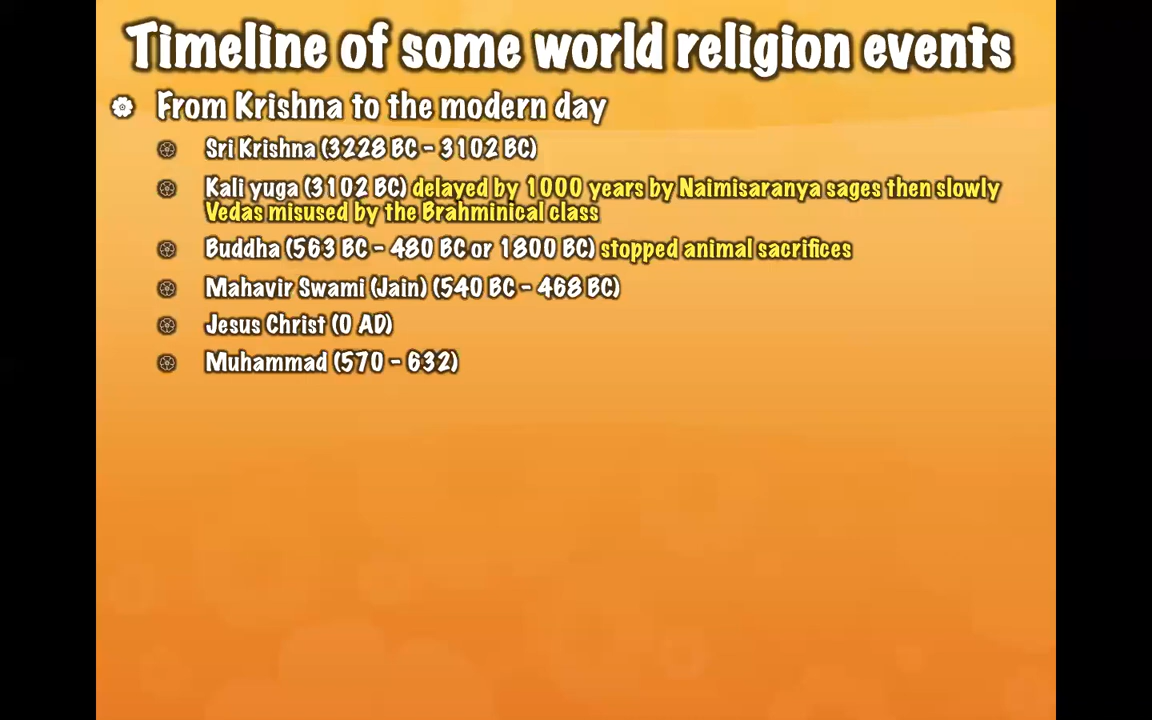 Timeline of some world religion events
From Krishna to the modern day
Sri Krishna (3228 BC - 3102 BC)
Kali yuga (3102 BC) delayed by 1000 years by Naimisaranya sages then slowly
Vedas misused by the Brahminical class
Buddha (563 BC - 480 BC or 1800 BC) stopped animal sacrifices
Mahavir Swami (Jain) (540 BC - 468 BC)
Jesus Christ (0 AD)
Muhammad (570 - 632)